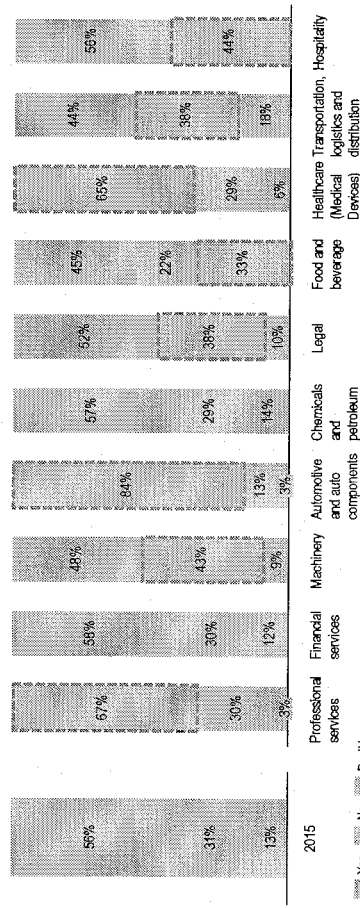 56% 67% 58% 48% 84% 57% 52% 45% 65% 44% 56%
31% 30% 30% 43% 13% 29% 38% 22% 29% 38% 44%
13% 3% 12% 9% 3% 14% 10% 33% 6% 18%
2015
Professional
services
Financial
services
Machinery
Automotive
and auto
components
Chemicals
and
petroleum
Legal
Food and
beverage
Healthcare
(Medical
Devices)
Transportation,
logistics and
distribution
Hospitality